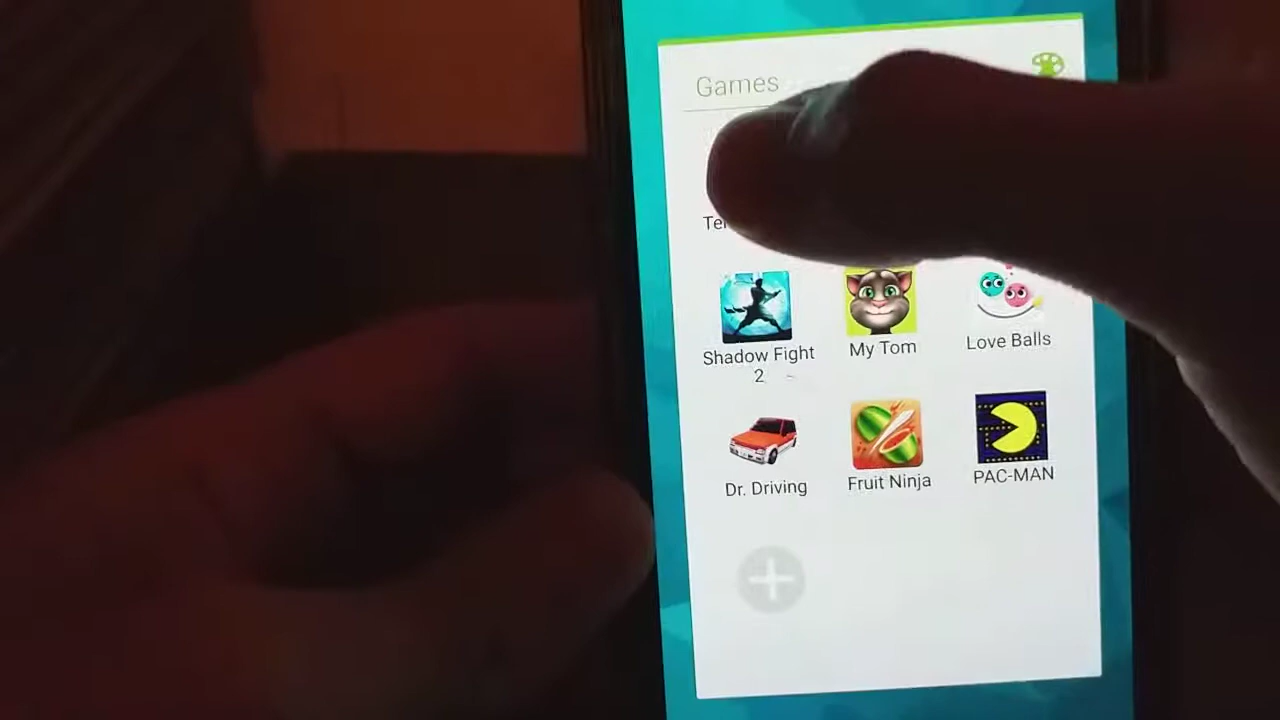 Games
Shadow Fight
2
My Tom
Love Balls
Dr. Driving
Fruit Ninja
PAC-MAN